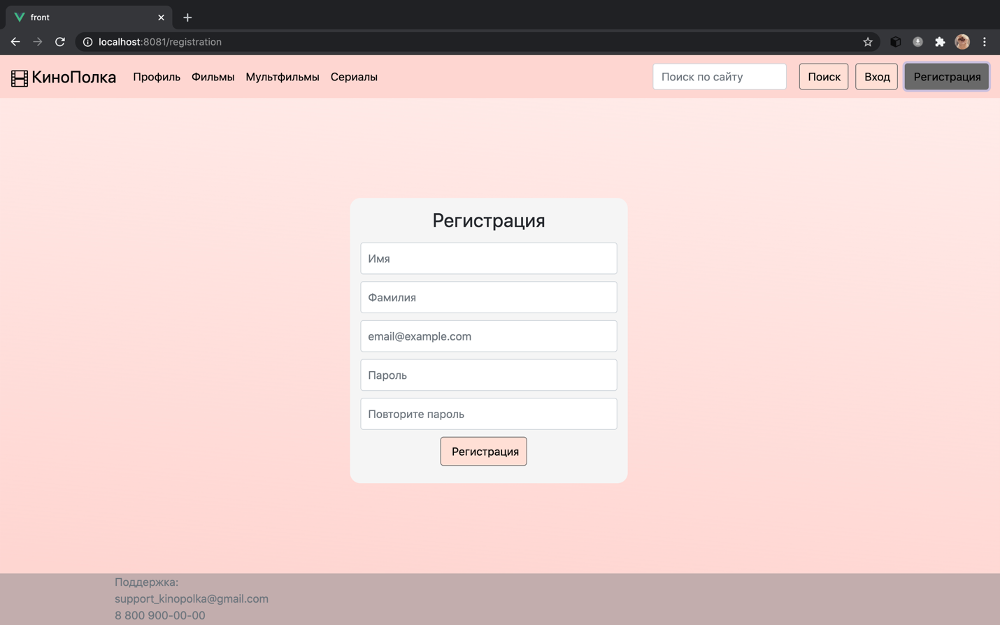 front
localhost:8081/registration
КиноПолка Профиль Фильмы Мультфильмы Сериалы Поиск по сайту Поиск Вход Регистрация
Регистрация
Имя
Фамилия
email@example.com
Пароль
Повторите пароль
Регистрация
Поддержка:
support_kinopolka@gmail.com
8 800 900-00-00